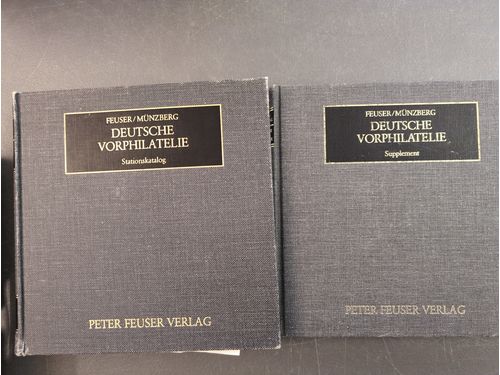 FEUSER/MÜNZBERG
DEUTSCHE
VORPHILATELIE
Stationskatalog
PETER FEUSER VERLAG
FEUSER/MÜNZBERG
DEUTSCHE
VORPHILATELIE
Supplement
PETER FEUSER VERLAG